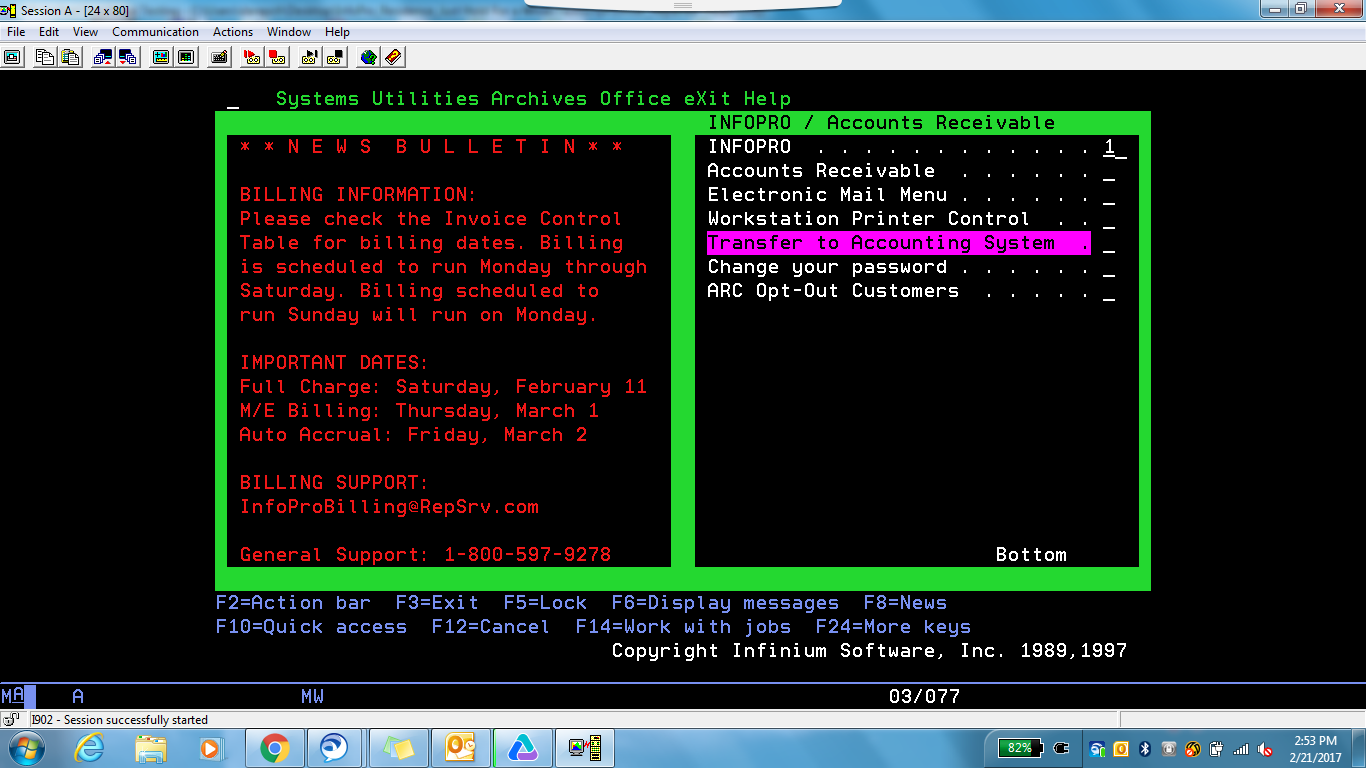 Session A - [24 x 80]
File Edit View Communication Actions Window Help
_ Systems Utilities Archives Office eXit Help
INFOPRO / Accounts Receivable
* * N E W S B U L L E T I N * *
BILLING INFORMATION:
Please check the Invoice Control
Table for billing dates. Billing
is scheduled to run Monday through
Saturday. Billing scheduled to
run Sunday will run on Monday.
IMPORTANT DATES:
Full Charge: Saturday, February 11
M/E Billing: Thursday, March 1
Auto Accrual: Friday, March 2
BILLING SUPPORT:
InfoProBilling@RepSrv.com
General Support: 1-800-597-9278
INFOPRO . . . . . . . . . . . . 1_
Accounts Receivable . . . . . . _
Electronic Mail Menu . . . . . . _
Workstation Printer Control . . _
Transfer to Accounting System . _
Change your password . . . . . . _
ARC Opt-Out Customers . . . . . _
Bottom
F2=Action bar F3=Exit F5=Lock F6=Display messages F8=News
F10=Quick access F12=Cancel F14=Work with jobs F24=More keys
Copyright Infinium Software, Inc. 1989,1997
MA A MW 03/077
I902 - Session successfully started
82%
2:53 PM
2/21/2017